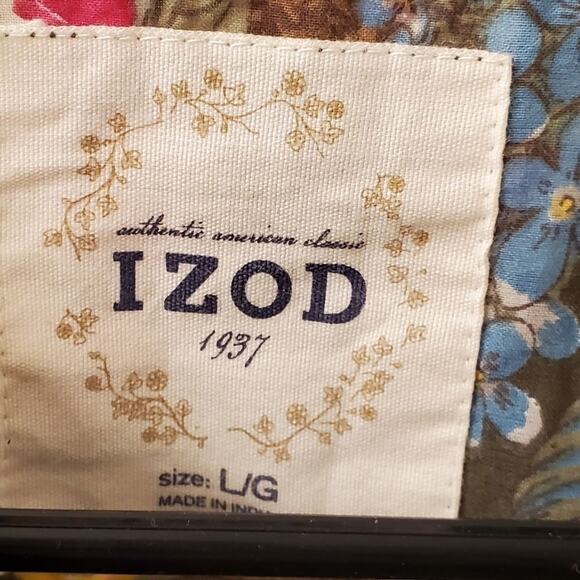 authentic american classic
IZOD
1937
size: L/G
MADE IN INDIA